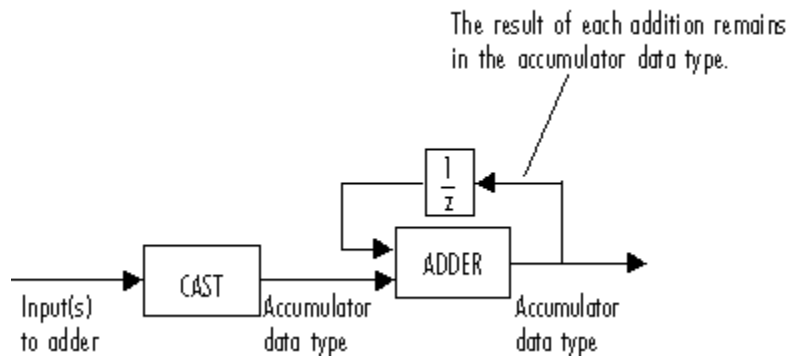 The result of each addition remains
in the accumulator data type.
1
z
ADDER
CAST
Input(s)
to adder
Accumulator
data type
Accumulator
data type